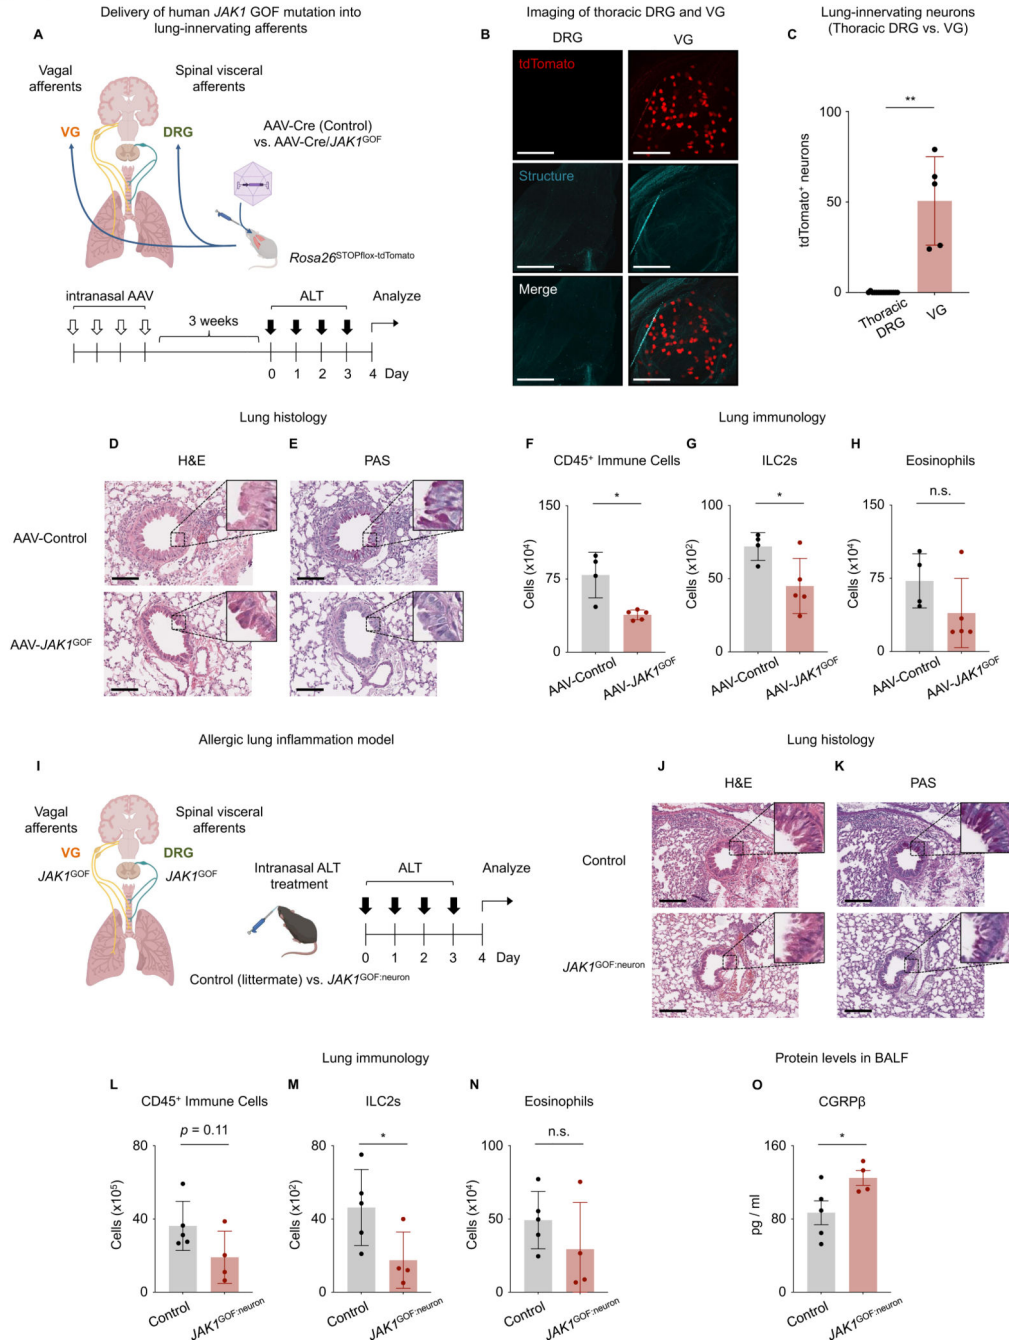 Delivery of human JAK1 GOF mutation into
lung-innervating afferents
A
Vagal
afferents
Spinal visceral
afferents
VG
DRG
AAV-Cre (Control)
vs. AAV-Cre/JAK1GOF
Rosa26STOPflox-tdTomato
intranasal AAV
3 weeks
ALT
Analyze
0 1 2 3 4 Day
Imaging of thoracic DRG and VG
B
DRG
VG
tdTomato
Structure
Merge
Lung-innervating neurons
(Thoracic DRG vs. VG)
C
**
tdTomato+ neurons
100
50
0
Thoracic
DRG
VG
Lung histology
D
H&E
E
PAS
AAV-Control
AAV-JAK1GOF
Lung immunology
F
CD45+ Immune Cells
*
Cells (x10⁴)
150
75
0
AAV-Control
AAV-JAK1GOF
G
ILC2s
*
Cells (x10²)
100
50
0
AAV-Control
AAV-JAK1GOF
H
Eosinophils
n.s.
Cells (x10⁴)
150
75
0
AAV-Control
AAV-JAK1GOF
Allergic lung inflammation model
I
Vagal
afferents
Spinal visceral
afferents
VG
JAK1GOF
DRG
JAK1GOF
Intranasal ALT
treatment
ALT
Analyze
0 1 2 3 4 Day
Control (littermate) vs. JAK1GOF:neuron
Lung histology
J
H&E
K
PAS
Control
JAK1GOF:neuron
Lung immunology
L
CD45+ Immune Cells
p = 0.11
Cells (x10⁵)
80
40
0
Control
JAK1GOF:neuron
M
ILC2s
*
Cells (x10²)
80
40
0
Control
JAK1GOF:neuron
N
Eosinophils
n.s.
Cells (x10⁴)
100
50
0
Control
JAK1GOF:neuron
Protein levels in BALF
O
CGRPβ
*
pg / ml
160
80
0
Control
JAK1GOF:neuron